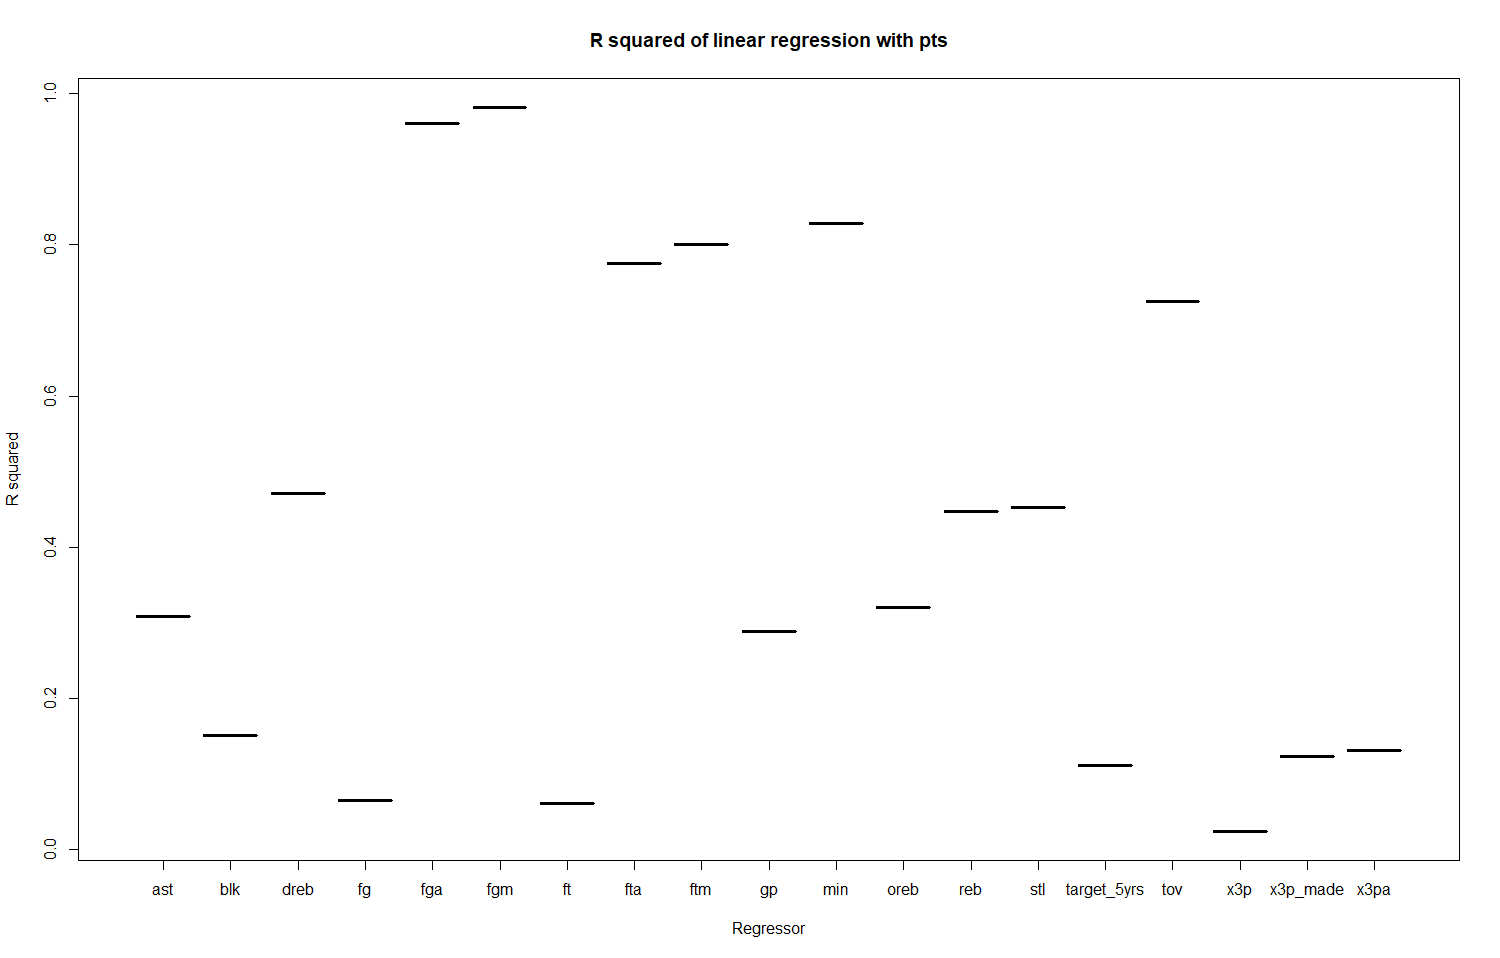 R squared of linear regression with pts
1.0
0.8
0.6
0.4
0.2
0.0
R squared
ast blk dreb fg fga fgm ft fta ftm gp min oreb reb stl target_5yrs tov x3p x3p_made x3pa
Regressor